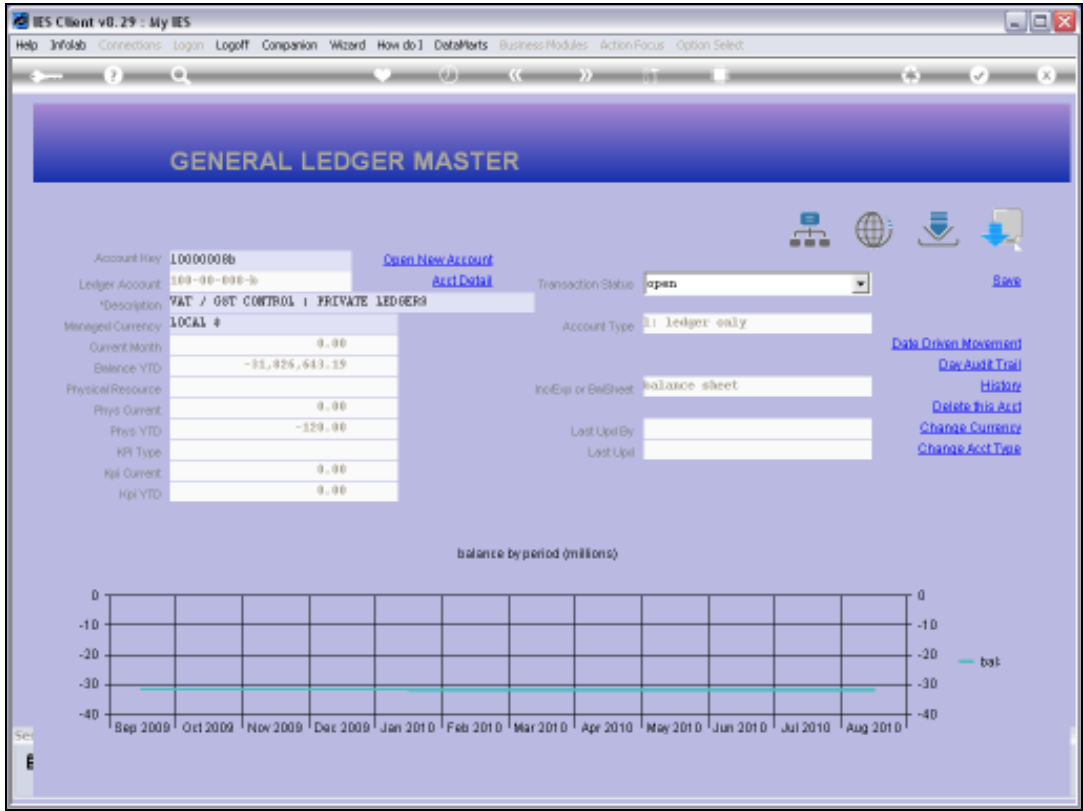 IES Client v8.29 : My IES
Help Infolab Connections Logon Logoff Companion Wizard How do I DataMarts Business Modules Action Focus Option Select
GENERAL LEDGER MASTER
Account Key 10000008b Open New Account
Ledger Account 100-00-008-b Acct Detail Transaction Status open Save
*Description VAT / GST CONTROL : PRIVATE LEDGERS
Managed Currency LOCAL # Account Type 1: ledger only
Current Month 0.00 Date Driven Movement
Balance YTD -31,826,643.19 Day Audit Trail
Physical Resource Inc/Exp or BalSheet balance sheet History
Phys Current 0.00 Delete this Acct
Phys YTD -120.00 Last Upd By Change Currency
KPI Type Last Upd Change Acct Type
Kpi Current 0.00
Kpi YTD 0.00
balance by period (millions)
0 0
-10 -10
-20 -20
bal
-30 -30
-40 -40
Sep 2009 Oct 2009 Nov 2009 Dec 2009 Jan 2010 Feb 2010 Mar 2010 Apr 2010 May 2010 Jun 2010 Jul 2010 Aug 2010